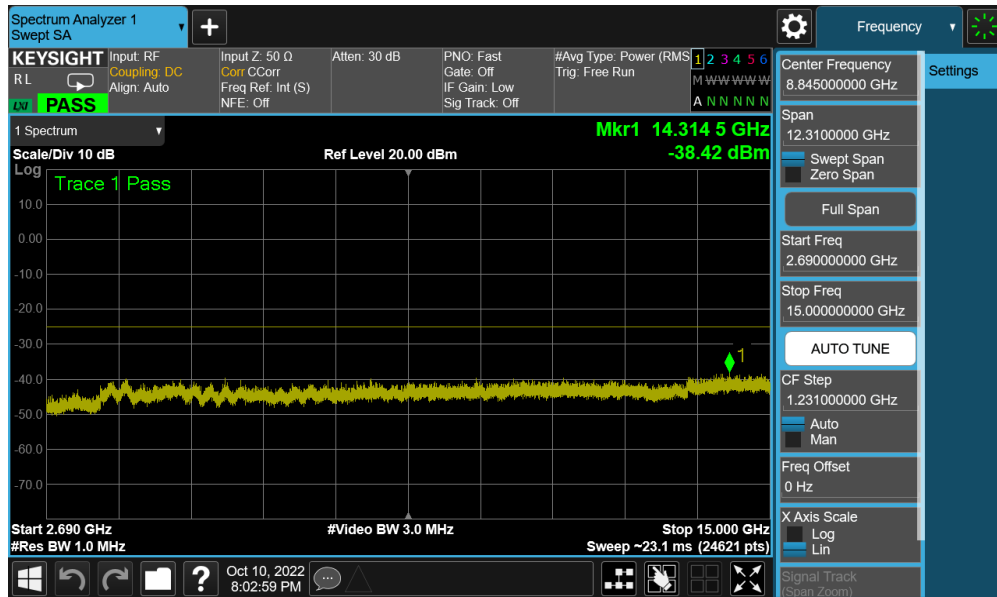 Spectrum Analyzer 1
Swept SA
+
Frequency
KEYSIGHT
R L
LXI PASS
Input: RF
Coupling: DC
Align: Auto
Input Z: 50 Ω
Corr CCorr
Freq Ref: Int (S)
NFE: Off
Atten: 30 dB
PNO: Fast
Gate: Off
IF Gain: Low
Sig Track: Off
#Avg Type: Power (RMS
Trig: Free Run
1 2 3 4 5 6
M W W W W W
A N N N N N
1 Spectrum
Scale/Div 10 dB
Ref Level 20.00 dBm
Mkr1 14.314 5 GHz
-38.42 dBm
Log
Trace 1 Pass
10.0
0.00
-10.0
-20.0
-30.0
-40.0
-50.0
-60.0
-70.0
1
Start 2.690 GHz
#Res BW 1.0 MHz
#Video BW 3.0 MHz
Stop 15.000 GHz
Sweep ~23.1 ms (24621 pts)
Center Frequency
8.845000000 GHz
Span
12.3100000 GHz
Swept Span
Zero Span
Full Span
Start Freq
2.690000000 GHz
Stop Freq
15.000000000 GHz
AUTO TUNE
CF Step
1.231000000 GHz
Auto
Man
Freq Offset
0 Hz
X Axis Scale
Log
Lin
Signal Track
(Span Zoom)
Settings
?
Oct 10, 2022
8:02:59 PM